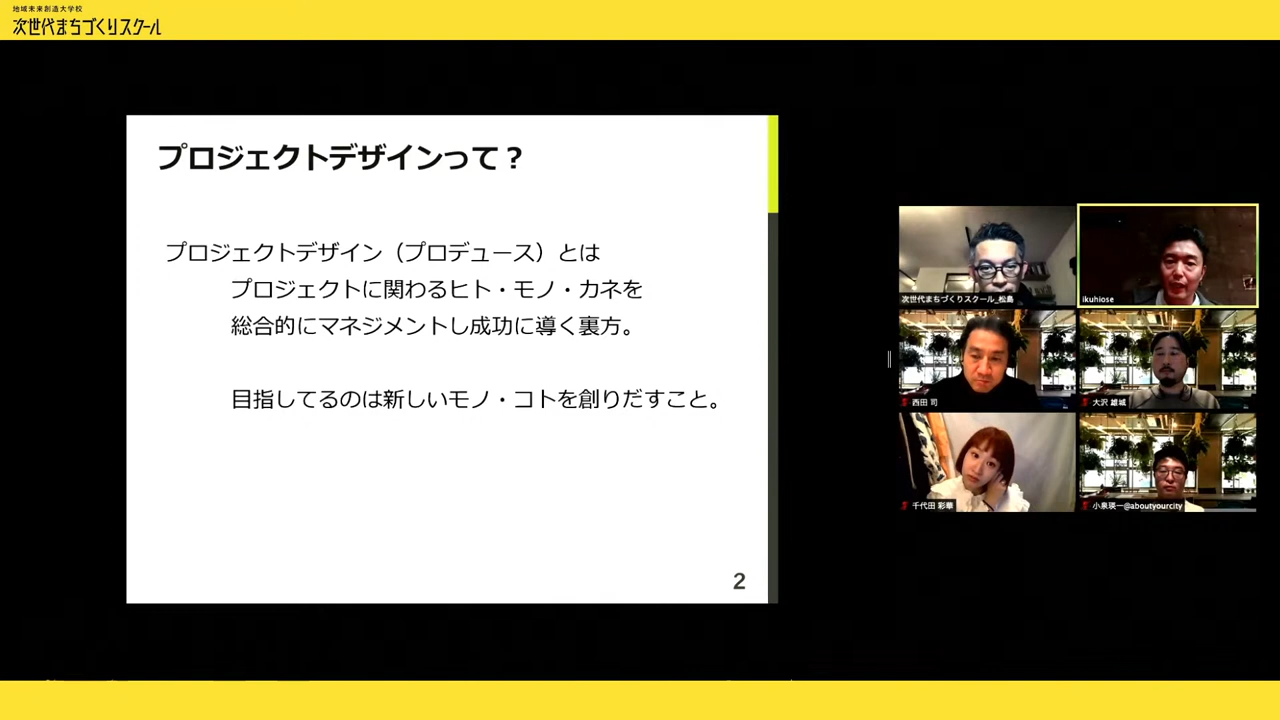 地域未来創造大学校
次世代まちづくりスクール
プロジェクトデザインって？
プロジェクトデザイン（プロデュース）とは
プロジェクトに関わるヒト・モノ・カネを
総合的にマネジメントし成功に導く裏方。
目指してるのは新しいモノ・コトを創りだすこと。
2
次世代まちづくりスクール_松島
ikuhiose
西田 司
大沢 雄城
千代田 彩華
小泉瑛一@aboutyourcity